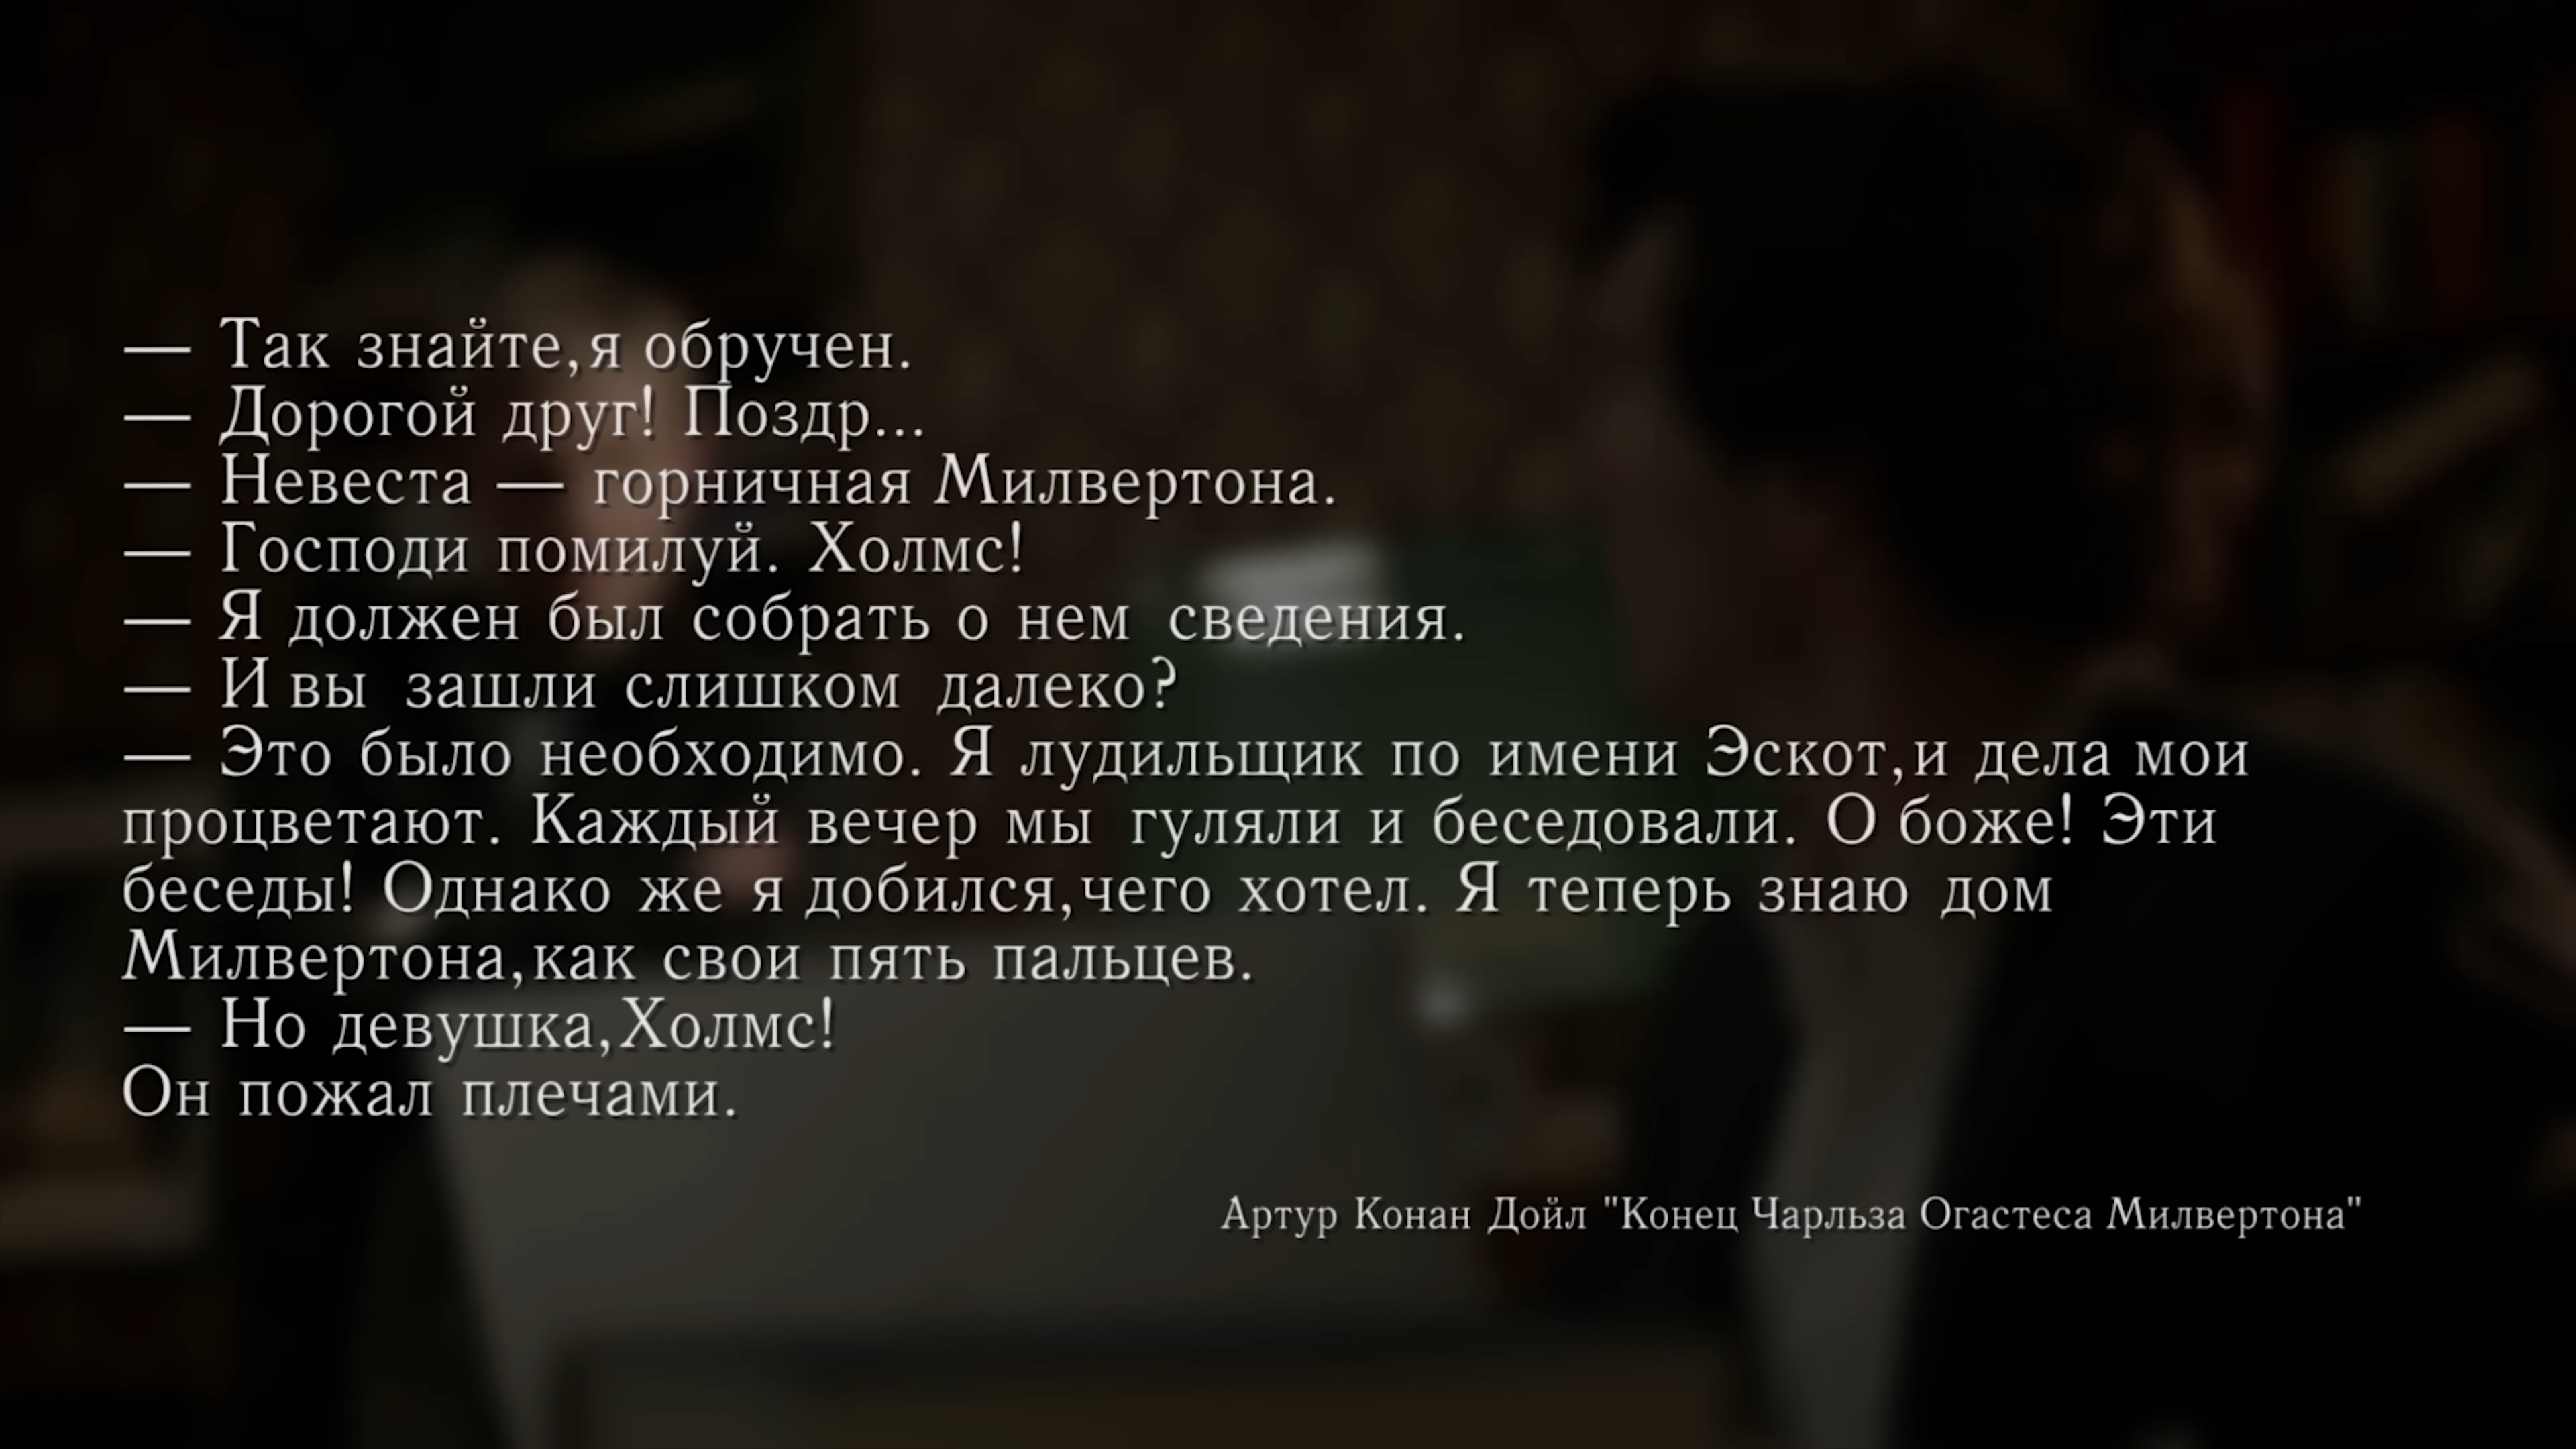 — Так знайте,я обручен.
— Дорогой друг! Поздр...
— Невеста — горничная Милвертона.
— Господи помилуй. Холмс!
— Я должен был собрать о нем сведения.
— И вы зашли слишком далеко?
— Это было необходимо. Я лудильщик по имени Эскот,и дела мои
процветают. Каждый вечер мы гуляли и беседовали. О боже! Эти
беседы! Однако же я добился,чего хотел. Я теперь знаю дом
Милвертона,как свои пять пальцев.
— Но девушка,Холмс!
Он пожал плечами.
Артур Конан Дойл "Конец Чарльза Огастеса Милвертона"